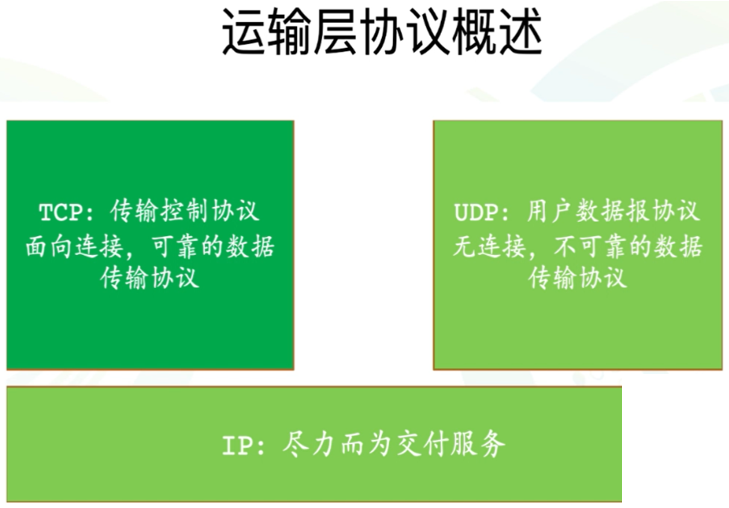 运输层协议概述
TCP: 传输控制协议
面向连接，可靠的数据
传输协议
UDP: 用户数据报协议
无连接，不可靠的数据
传输协议
IP: 尽力而为交付服务